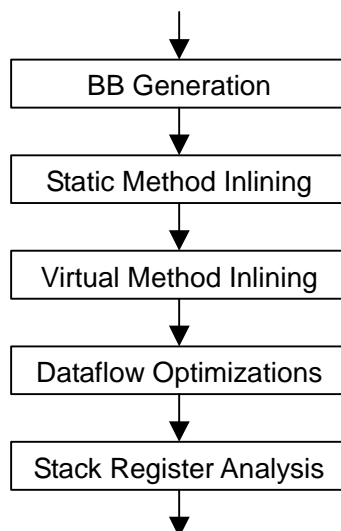 BB Generation
Static Method Inlining
Virtual Method Inlining
Dataflow Optimizations
Stack Register Analysis